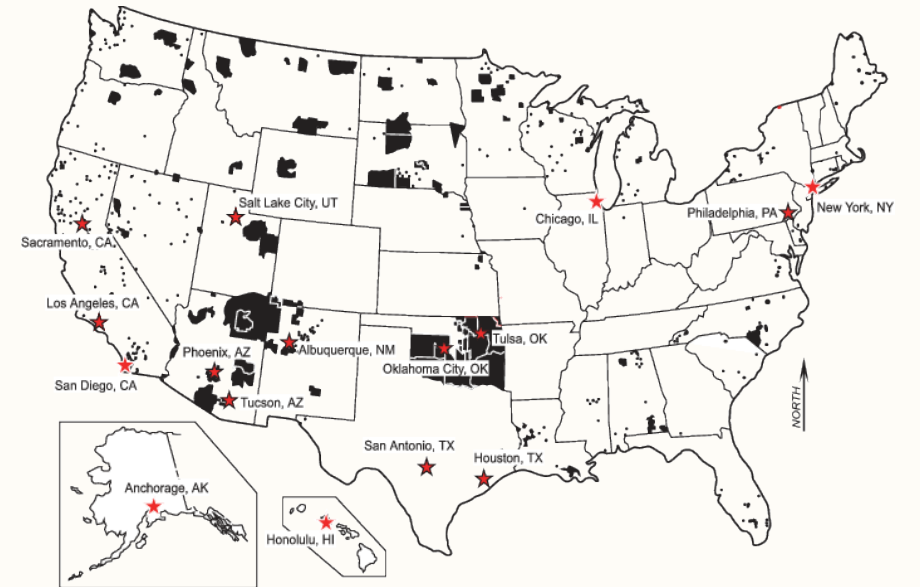 Salt Lake City, UT
Chicago, IL
Philadelphia, PA
New York, NY
Sacramento, CA
Los Angeles, CA
Phoenix, AZ
Albuquerque, NM
Tulsa, OK
Oklahoma City, OK
San Diego, CA
Tucson, AZ
NORTH
San Antonio, TX
Houston, TX
Anchorage, AK
Honolulu, HI